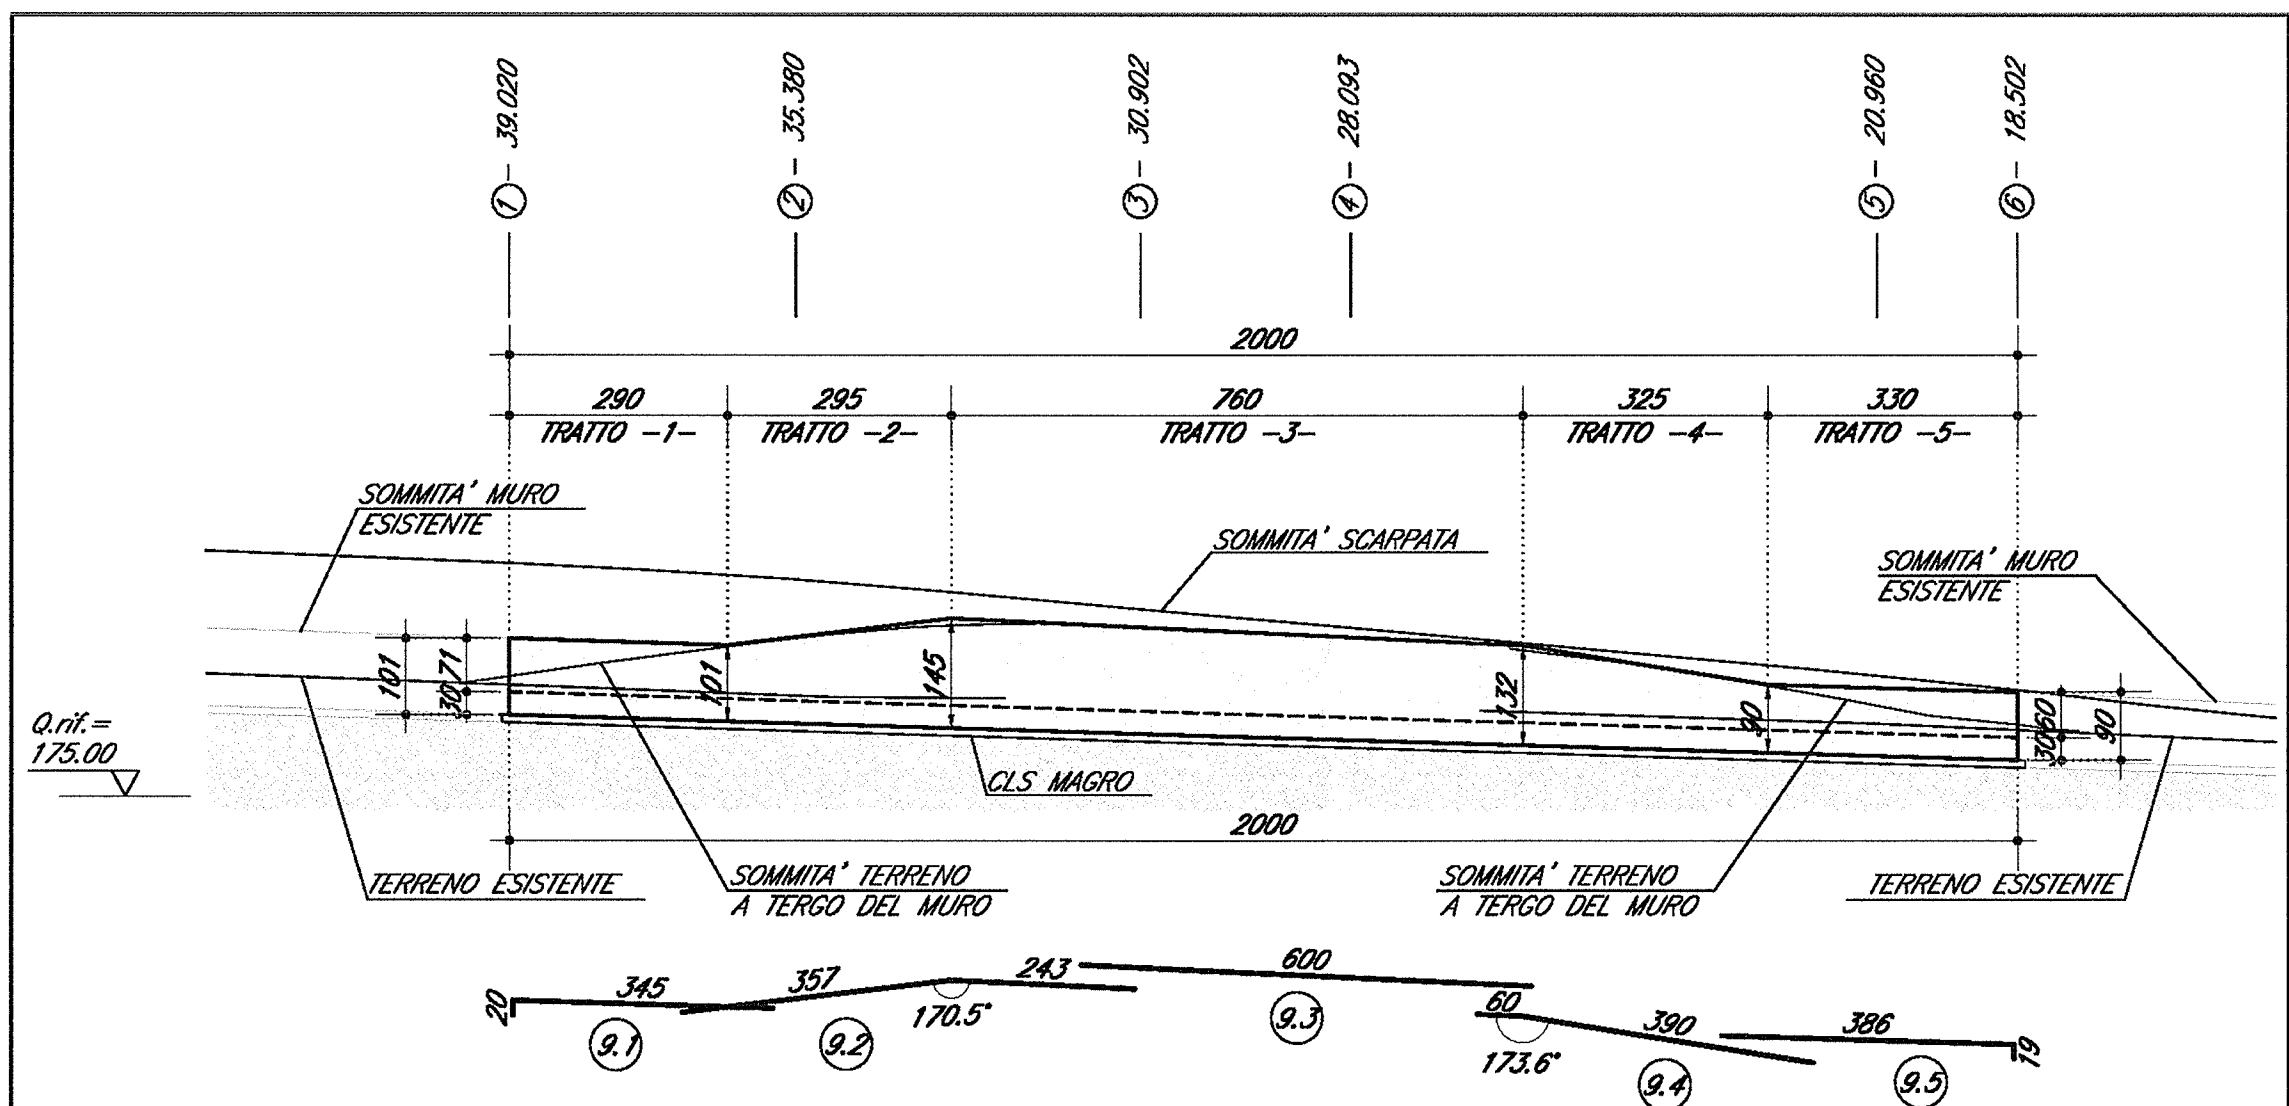 ① - 39.020
② - 35.380
③ - 30.902
④ - 28.093
⑤ - 20.960
⑥ - 18.502
2000
290
295
760
325
330
TRATTO -1-
TRATTO -2-
TRATTO -3-
TRATTO -4-
TRATTO -5-
SOMMITA' MURO
ESISTENTE
SOMMITA' SCARPATA
SOMMITA' MURO
ESISTENTE
101
30
71
101
145
132
90
30
60
90
Q.rif.=
175.00
CLS MAGRO
2000
TERRENO ESISTENTE
SOMMITA' TERRENO
A TERGO DEL MURO
SOMMITA' TERRENO
A TERGO DEL MURO
TERRENO ESISTENTE
20
345
9.1
357
9.2
170.5°
243
600
9.3
60
173.6°
390
9.4
386
9.5
19